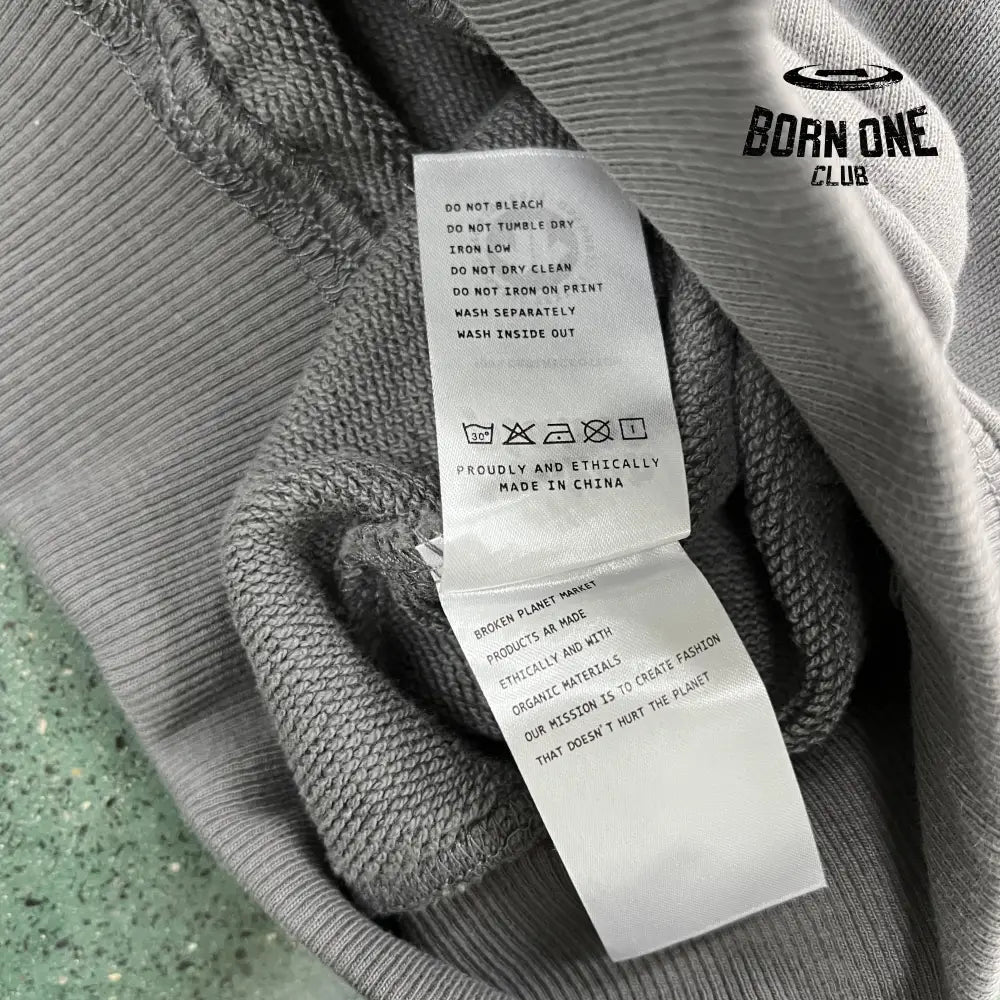 BORN ONE
CLUB
DO NOT BLEACH
DO NOT TUMBLE DRY
IRON LOW
DO NOT DRY CLEAN
DO NOT IRON ON PRINT
WASH SEPARATELY
WASH INSIDE OUT
30°
PROUDLY AND ETHICALLY
MADE IN CHINA
BROKEN PLANET MARKET
PRODUCTS AR MADE
ETHICALLY AND WITH
ORGANIC MATERIALS
OUR MISSION IS TO CREATE FASHION
THAT DOESN'T HURT THE PLANET